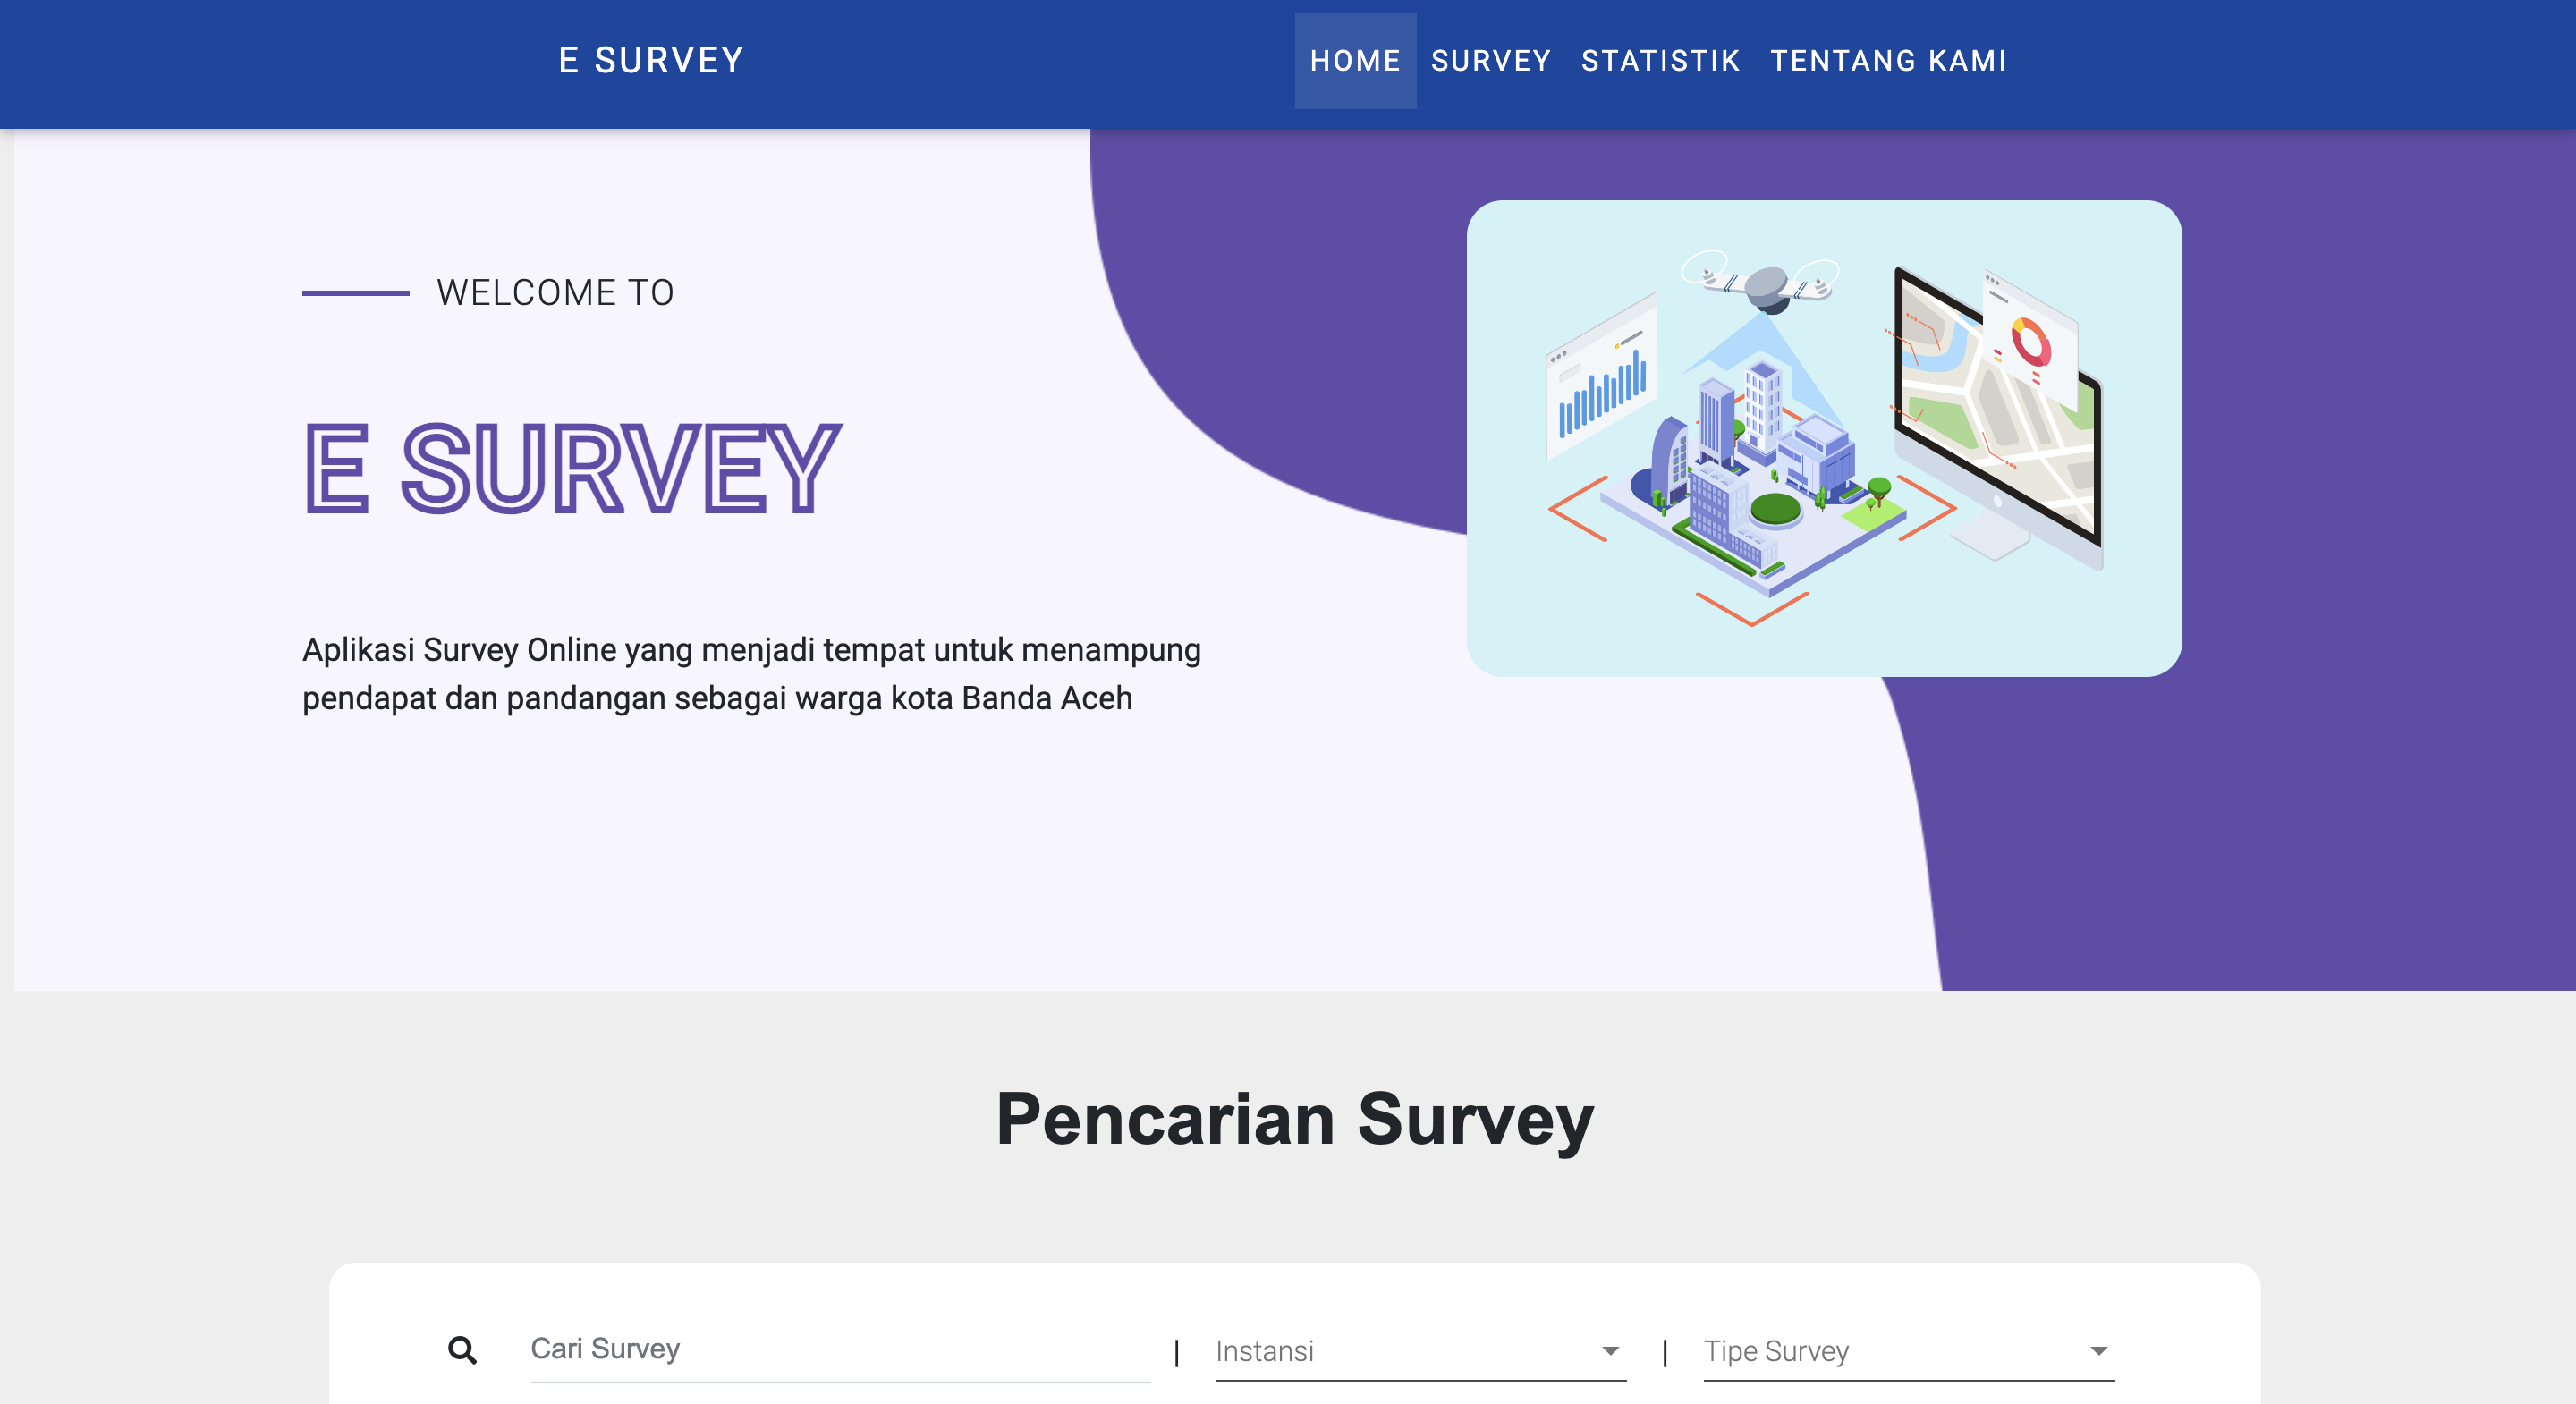 E SURVEY
HOME SURVEY STATISTIK TENTANG KAMI
WELCOME TO
E SURVEY
Aplikasi Survey Online yang menjadi tempat untuk menampung
pendapat dan pandangan sebagai warga kota Banda Aceh
Pencarian Survey
Cari Survey | Instansi | Tipe Survey